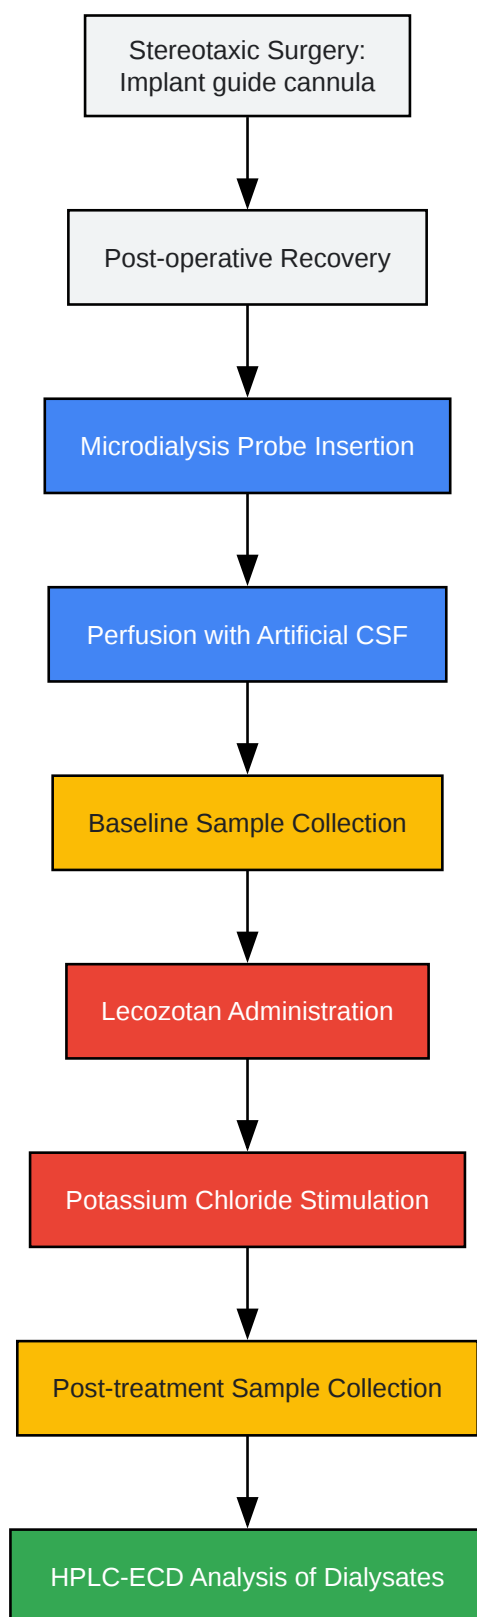 Stereotaxic Surgery:
Implant guide cannula
Post-operative Recovery
Microdialysis Probe Insertion
Perfusion with Artificial CSF
Baseline Sample Collection
Lecozotan Administration
Potassium Chloride Stimulation
Post-treatment Sample Collection
HPLC-ECD Analysis of Dialysates